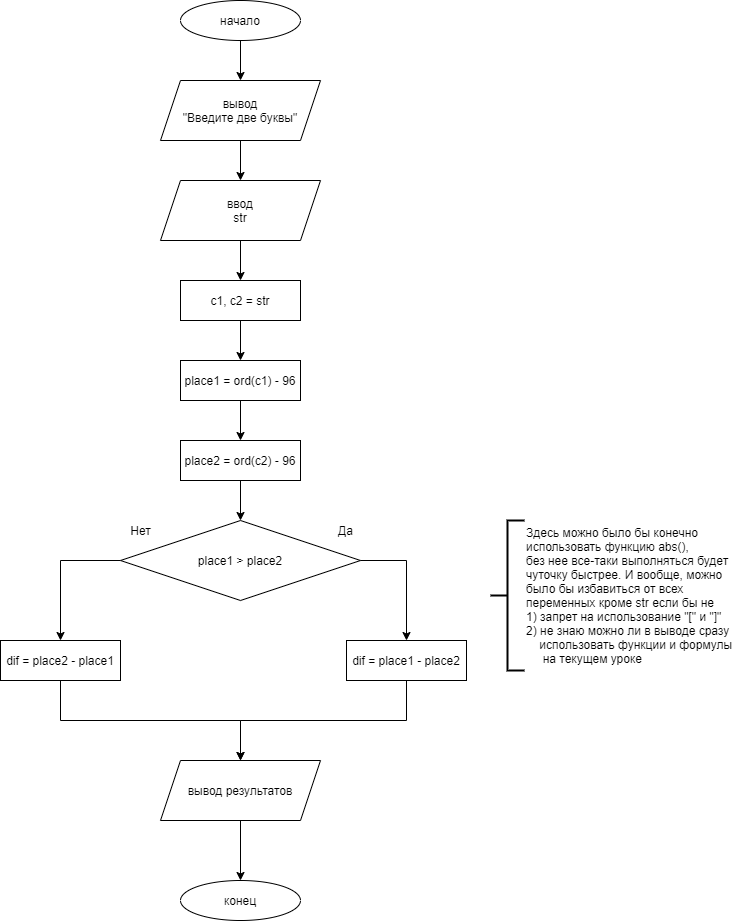 начало
вывод
"Введите две буквы"
ввод
str
c1, c2 = str
place1 = ord(c1) - 96
place2 = ord(c2) - 96
Нет
Да
place1 > place2
Здесь можно было бы конечно
использовать функцию abs(),
без нее все-таки выполняться будет
чуточку быстрее. И вообще, можно
было бы избавиться от всех
переменных кроме str если бы не
1) запрет на использование "[" и "]"
2) не знаю можно ли в выводе сразу
использовать функции и формулы
на текущем уроке
dif = place2 - place1
dif = place1 - place2
вывод результатов
конец